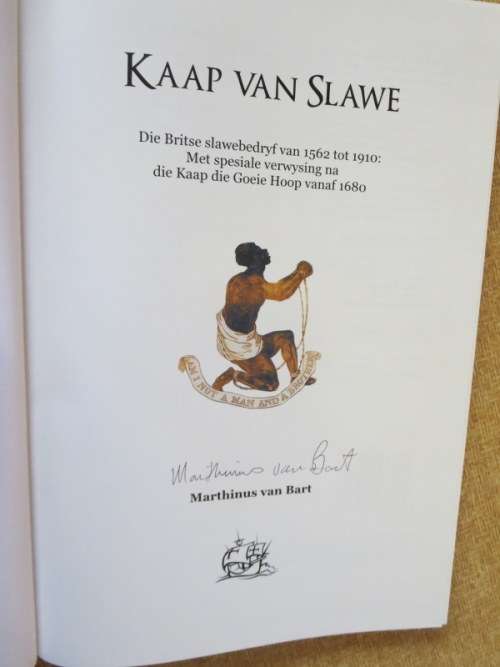 KAAP VAN SLAWE
Die Britse slawebedryf van 1562 tot 1910:
Met spesiale verwysing na
die Kaap die Goeie Hoop vanaf 1680
AM I NOT A MAN AND A BROTHER
Marthinus van Bart
Marthinus van Bart